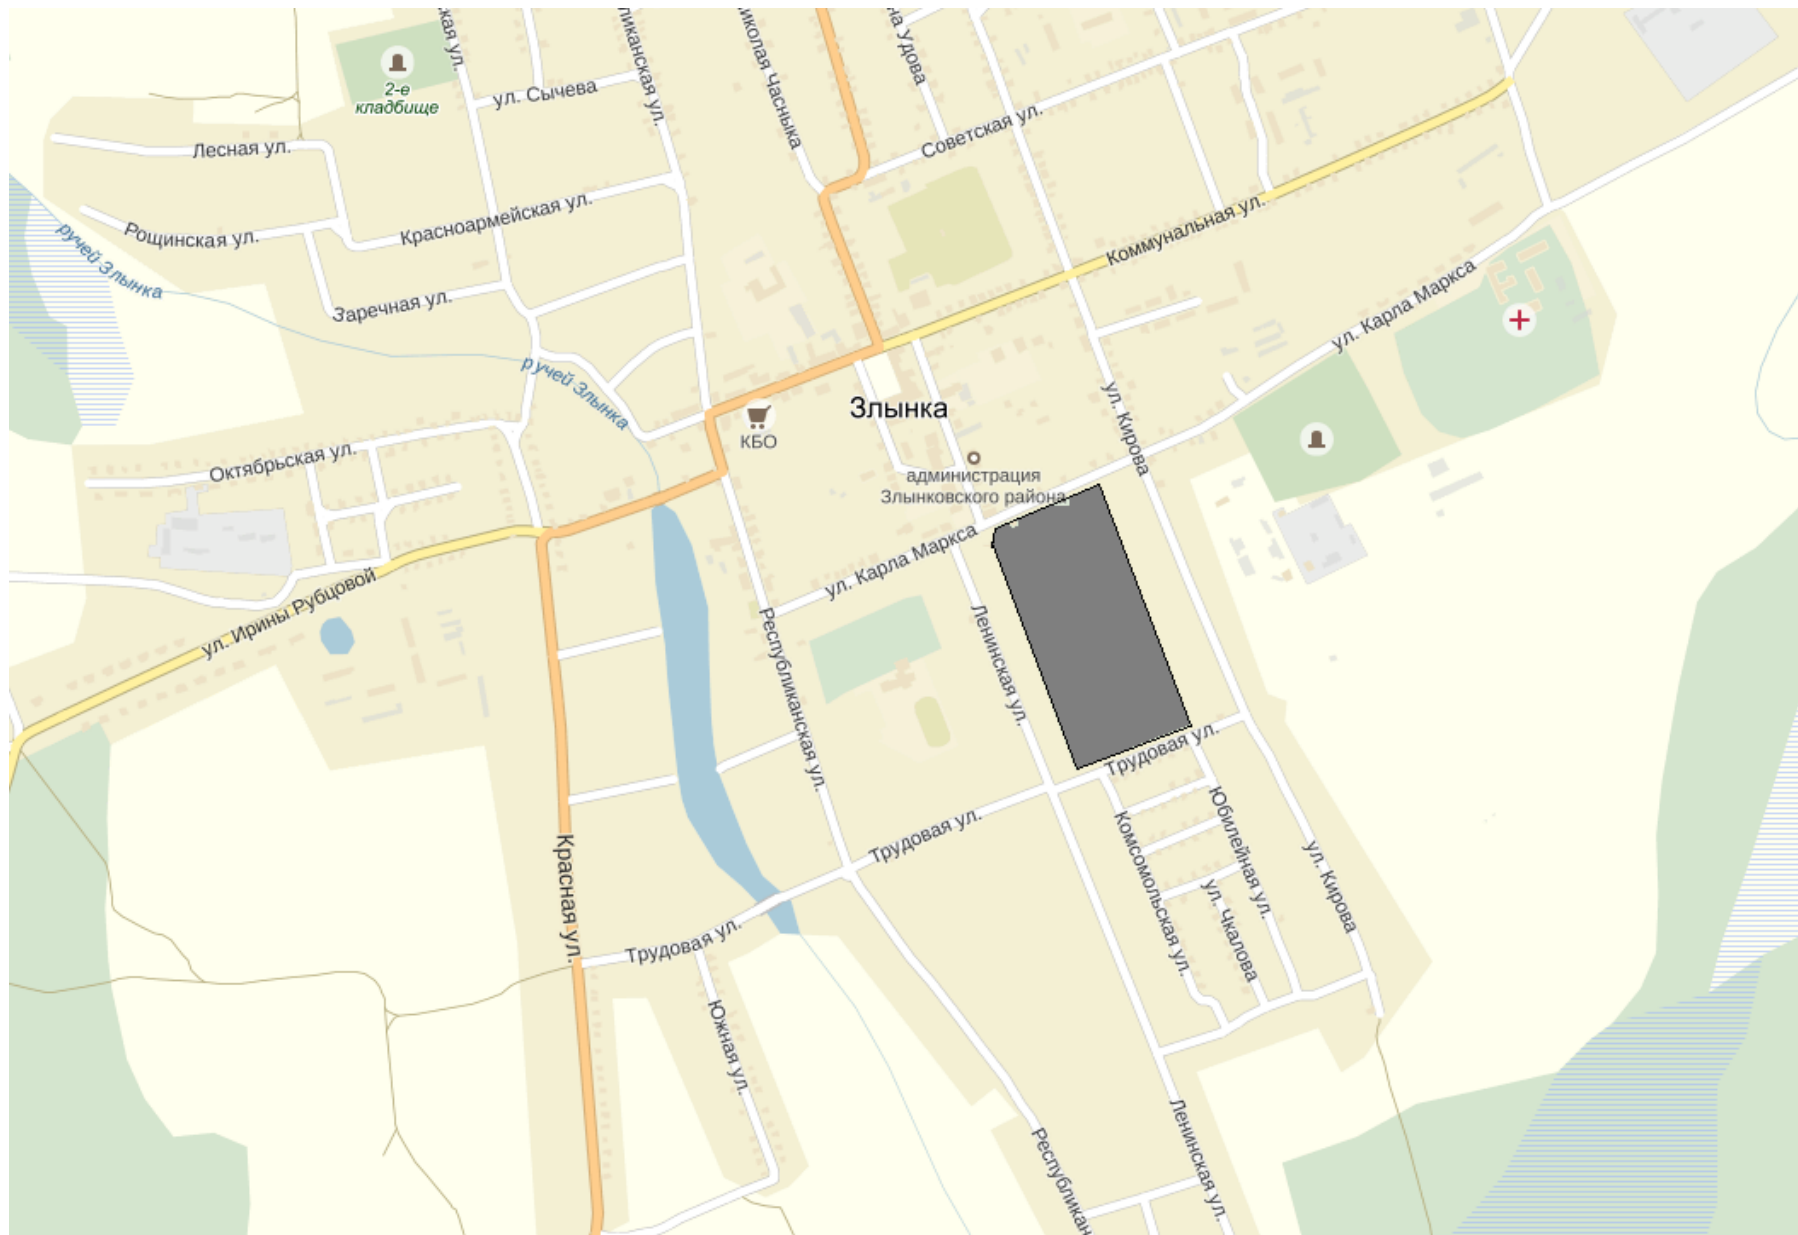 2-е
кладбище
ул. Сычева
Николая Часныка
на Удова
Советская ул.
Лесная ул.
Рощинская ул.
Красноармейская ул.
Коммунальная ул.
ручей Злынка
Заречная ул.
ул. Карла Маркса
ручей Злынка
Злынка
КБО
ул. Кирова
администрация
Злынковского района
Октябрьская ул.
ул. Карла Маркса
ул. Ирины Рубцовой
Республиканская ул.
Ленинская ул.
Трудовая ул.
Трудовая ул.
Красная ул.
Комсомольская ул.
Юбилейная ул.
ул. Чкалова
ул. Кирова
Трудовая ул.
Южная ул.
Республикан
Ленинская ул.